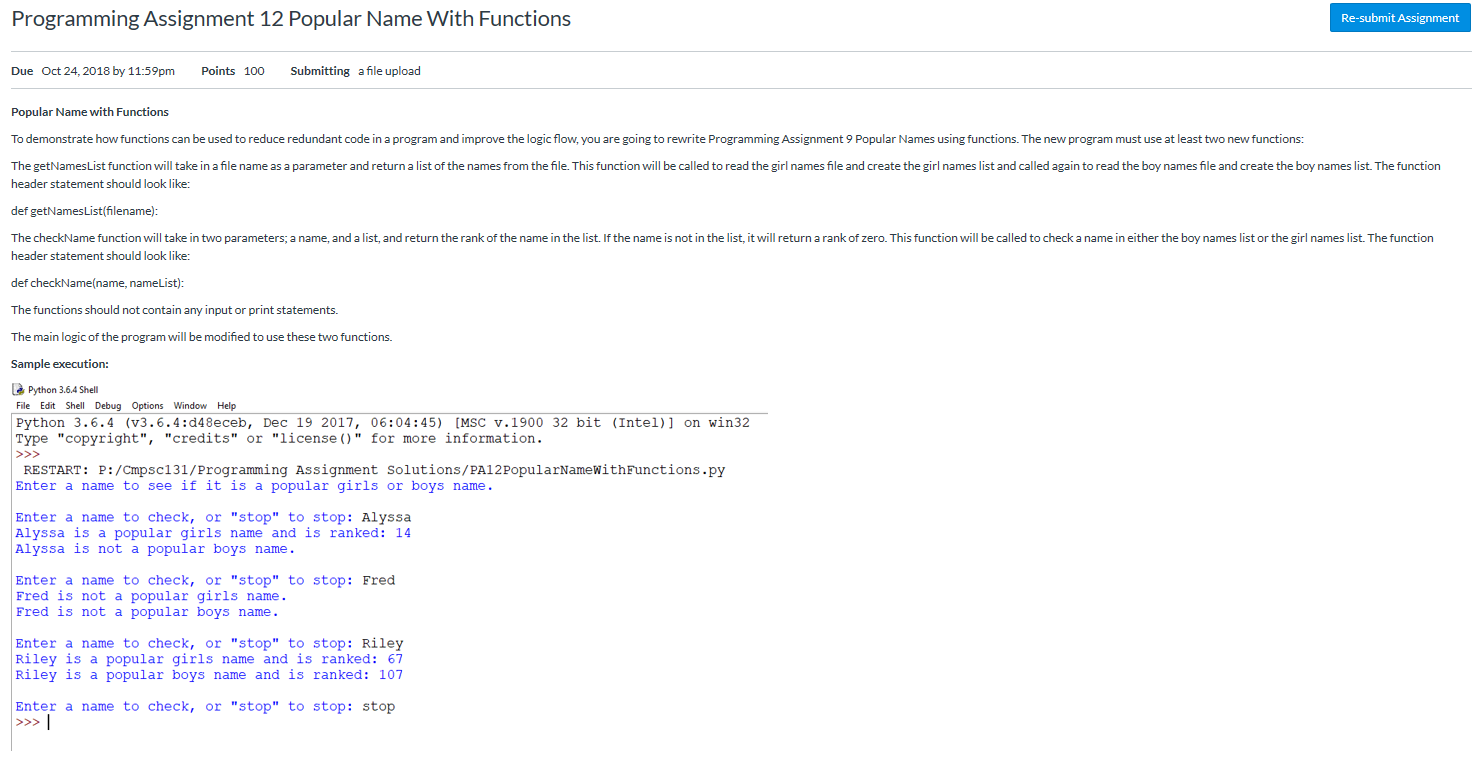 Programming Assignment 12 Popular Name With Functions
Re-submit Assignment
Due Oct 24, 2018 by 11:59pm Points 100 Submitting a file upload
Popular Name with Functions
To demonstrate how functions can be used to reduce redundant code in a program and improve the logic flow, you are going to rewrite Programming Assignment 9 Popular Names using functions. The new program must use at least two new functions:
The getNamesList function will take in a file name as a parameter and return a list of the names from the file. This function will be called to read the girl names file and create the girl names list and called again to read the boy names file and create the boy names list. The function
header statement should look like:
def getNamesList(filename):
The checkName function will take in two parameters; a name, and a list, and return the rank of the name in the list. If the name is not in the list, it will return a rank of zero. This function will be called to check a name in either the boy names list or the girl names list. The function
header statement should look like:
def checkName(name, nameList):
The functions should not contain any input or print statements.
The main logic of the program will be modified to use these two functions.
Sample execution:
Python 3.6.4 Shell
File Edit Shell Debug Options Window Help
Python 3.6.4 (v3.6.4:d48eceb, Dec 19 2017, 06:04:45) [MSC v.1900 32 bit (Intel)] on win32
Type "copyright", "credits" or "license()" for more information.
>>>
RESTART: P:/Cmpsc131/Programming Assignment Solutions/PA12PopularNameWithFunctions.py
Enter a name to see if it is a popular girls or boys name.
Enter a name to check, or "stop" to stop: Alyssa
Alyssa is a popular girls name and is ranked: 14
Alyssa is not a popular boys name.
Enter a name to check, or "stop" to stop: Fred
Fred is not a popular girls name.
Fred is not a popular boys name.
Enter a name to check, or "stop" to stop: Riley
Riley is a popular girls name and is ranked: 67
Riley is a popular boys name and is ranked: 107
Enter a name to check, or "stop" to stop: stop
>>>